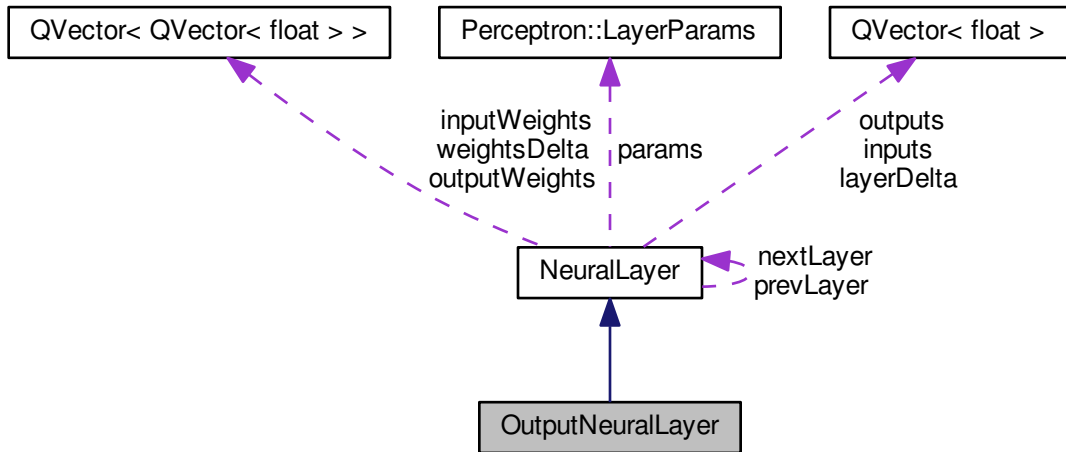 QVector< QVector< float > >
Perceptron::LayerParams
QVector< float >
inputWeights
weightsDelta
outputWeights
params
outputs
inputs
layerDelta
NeuralLayer
nextLayer
prevLayer
OutputNeuralLayer